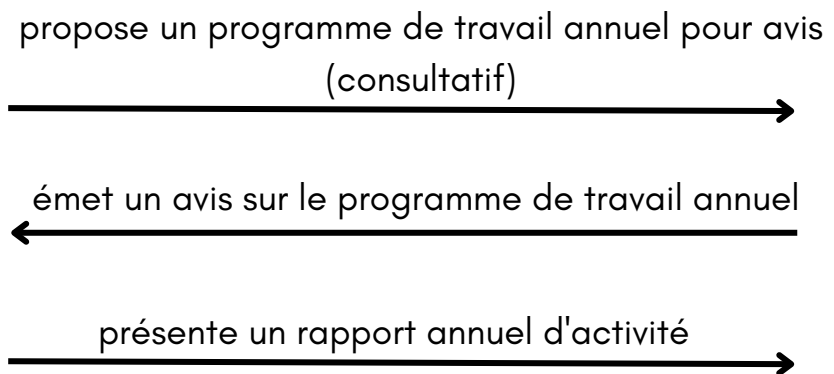 propose un programme de travail annuel pour avis
(consultatif)
émet un avis sur le programme de travail annuel
présente un rapport annuel d'activité